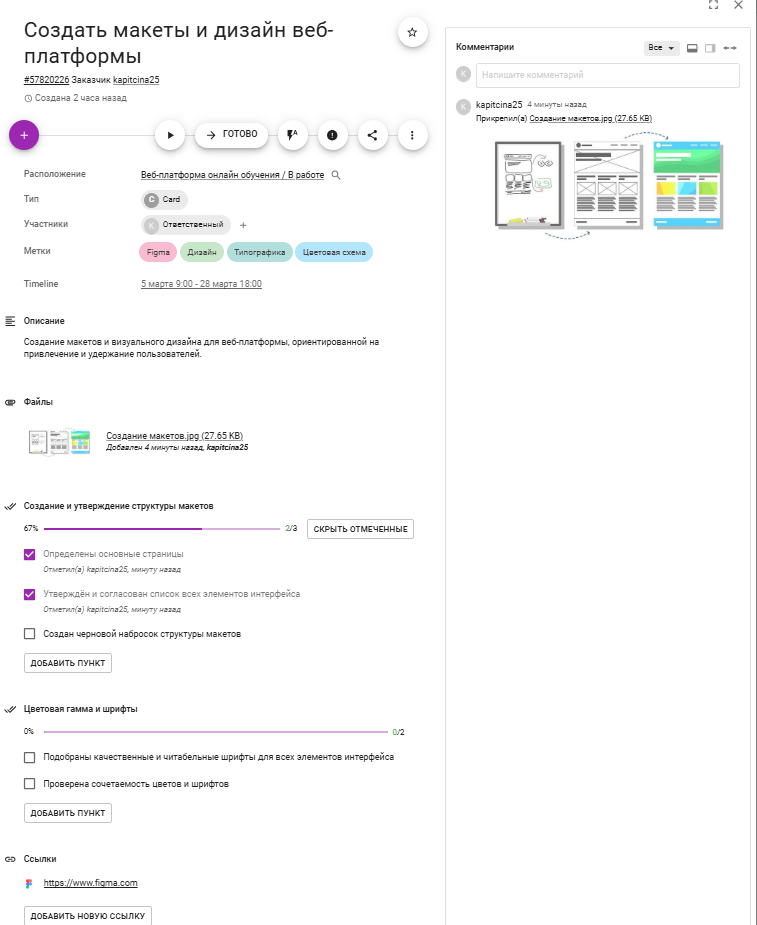 Создать макеты и дизайн веб-
платформы
#57820226 Заказчик kapitcina25
Создана 2 часа назад
ГОТОВО
Расположение Веб-платформа онлайн обучения / В работе
Тип C Card
Участники K Ответственный +
Метки Figma Дизайн Типографика Цветовая схема
Timeline 5 марта 9:00 - 28 марта 18:00
Описание
Создание макетов и визуального дизайна для веб-платформы, ориентированной на
привлечение и удержание пользователей.
Файлы
Создание макетов.jpg (27.65 KB)
Добавлен 4 минуты назад, kapitcina25
Создание и утверждение структуры макетов
67% 2/3 СКРЫТЬ ОТМЕЧЕННЫЕ
Определены основные страницы
Отметил(а) kapitcina25, минуту назад
Утверждён и согласован список всех элементов интерфейса
Отметил(а) kapitcina25, минуту назад
Создан черновой набросок структуры макетов
ДОБАВИТЬ ПУНКТ
Цветовая гамма и шрифты
0% 0/2
Подобраны качественные и читабельные шрифты для всех элементов интерфейса
Проверена сочетаемость цветов и шрифтов
ДОБАВИТЬ ПУНКТ
Ссылки
https://www.figma.com
ДОБАВИТЬ НОВУЮ ССЫЛКУ
Комментарии Все
K Напишите комментарий
K kapitcina25 4 минуты назад
Прикрепил(а) Создание макетов.jpg (27.65 KB)